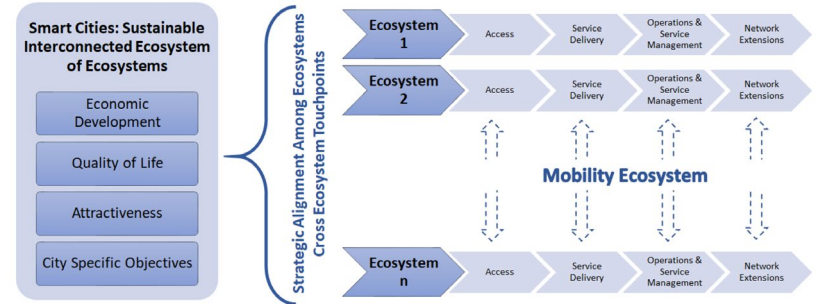 Smart Cities: Sustainable
Interconnected Ecosystem
of Ecosystems
Economic
Development
Quality of Life
Attractiveness
City Specific Objectives
Strategic Alignment Among Ecosystems
Cross Ecosystem Touchpoints
Ecosystem
1
Access
Service
Delivery
Operations &
Service
Management
Network
Extensions
Ecosystem
2
Access
Service
Delivery
Operations &
Service
Management
Network
Extensions
Mobility Ecosystem
Ecosystem
n
Access
Service
Delivery
Operations &
Service
Management
Network
Extensions